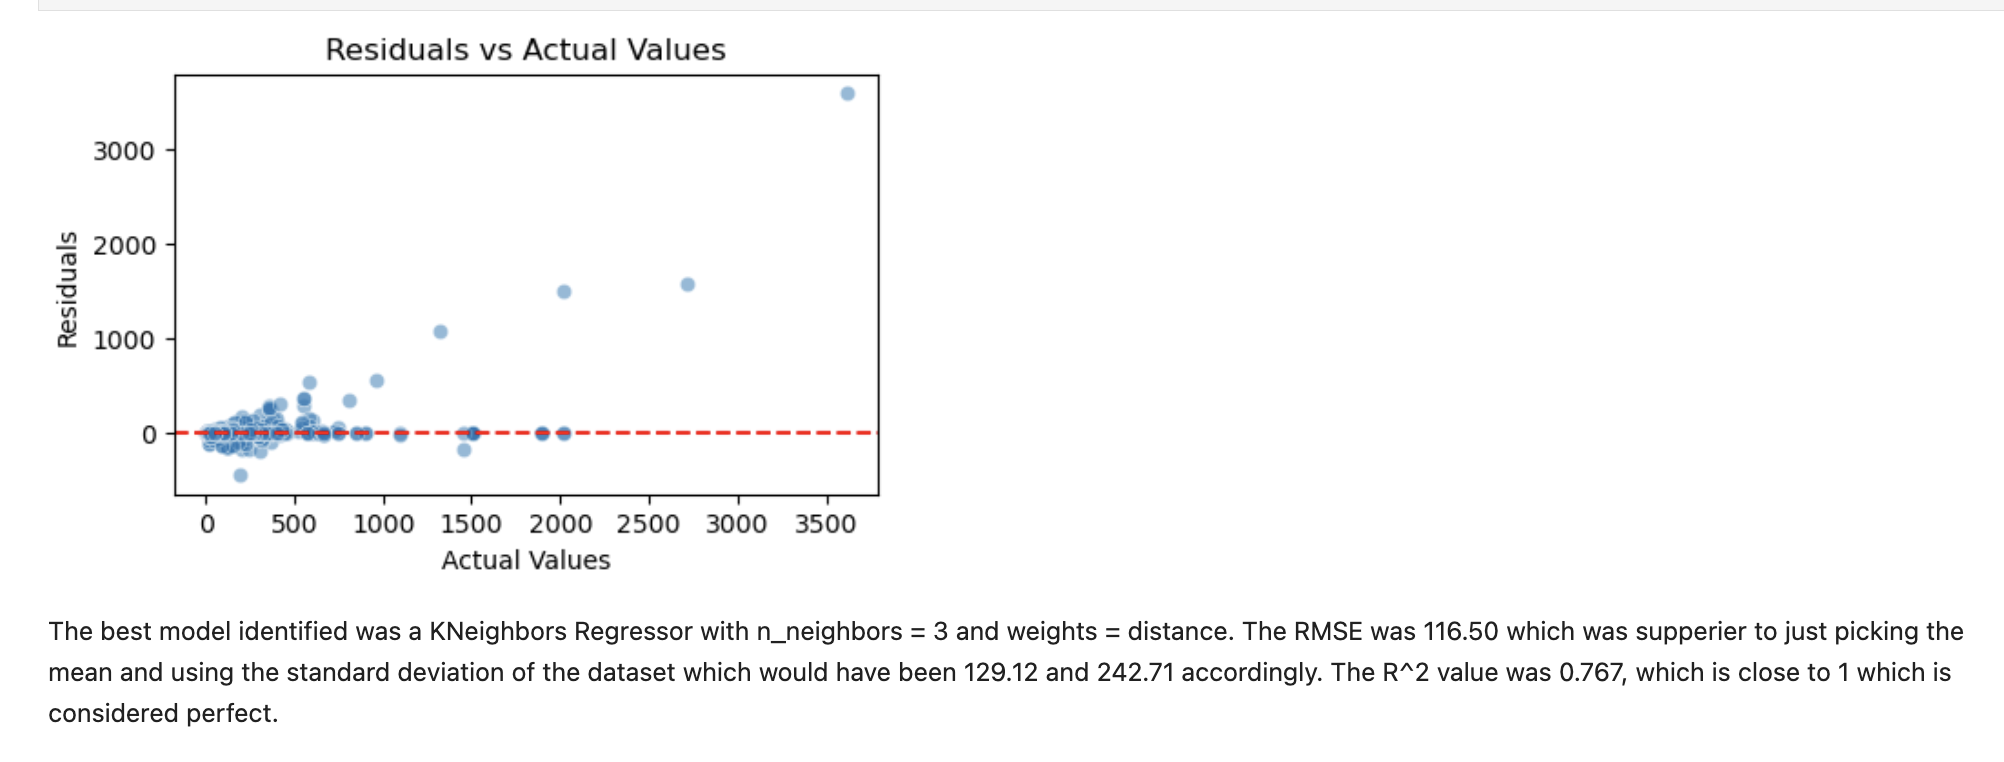 Residuals vs Actual Values
3000
2000
1000
0
Residuals
0 500 1000 1500 2000 2500 3000 3500
Actual Values
The best model identified was a KNeighbors Regressor with n_neighbors = 3 and weights = distance. The RMSE was 116.50 which was supperier to just picking the
mean and using the standard deviation of the dataset which would have been 129.12 and 242.71 accordingly. The R^2 value was 0.767, which is close to 1 which is
considered perfect.